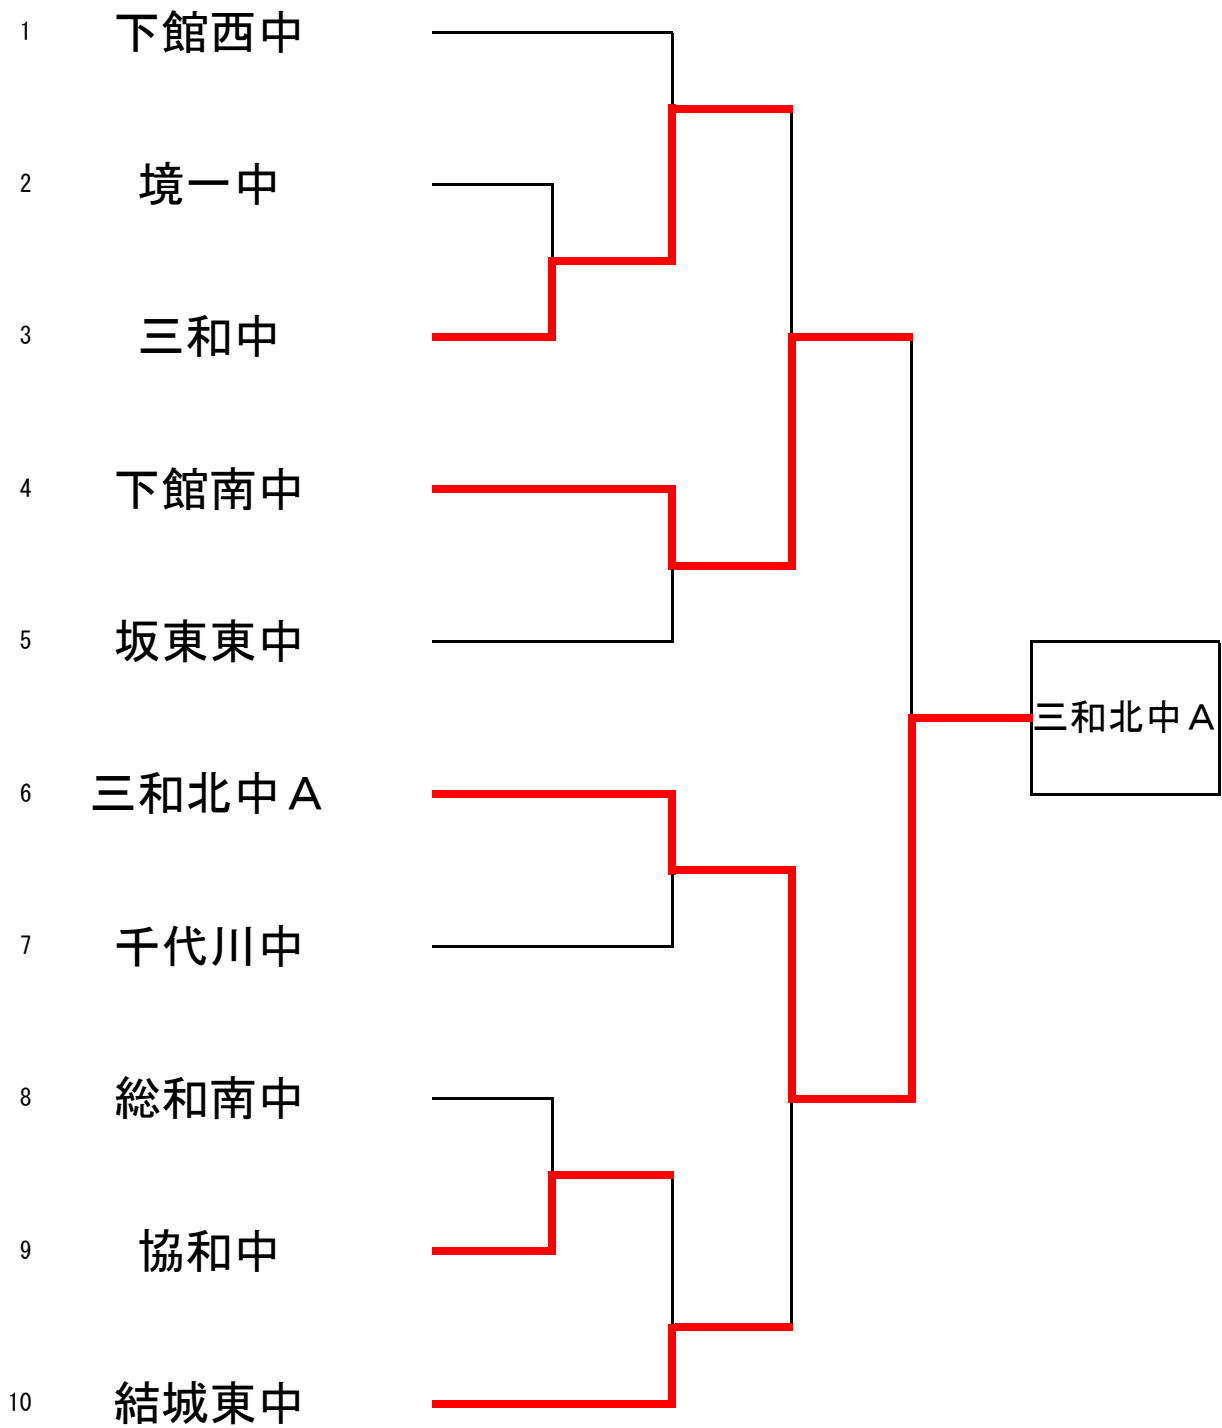 1 下館西中
2 境一中
3 三和中
4 下館南中
5 坂東東中
三和北中Ａ
6 三和北中Ａ
7 千代川中
8 総和南中
9 協和中
10 結城東中